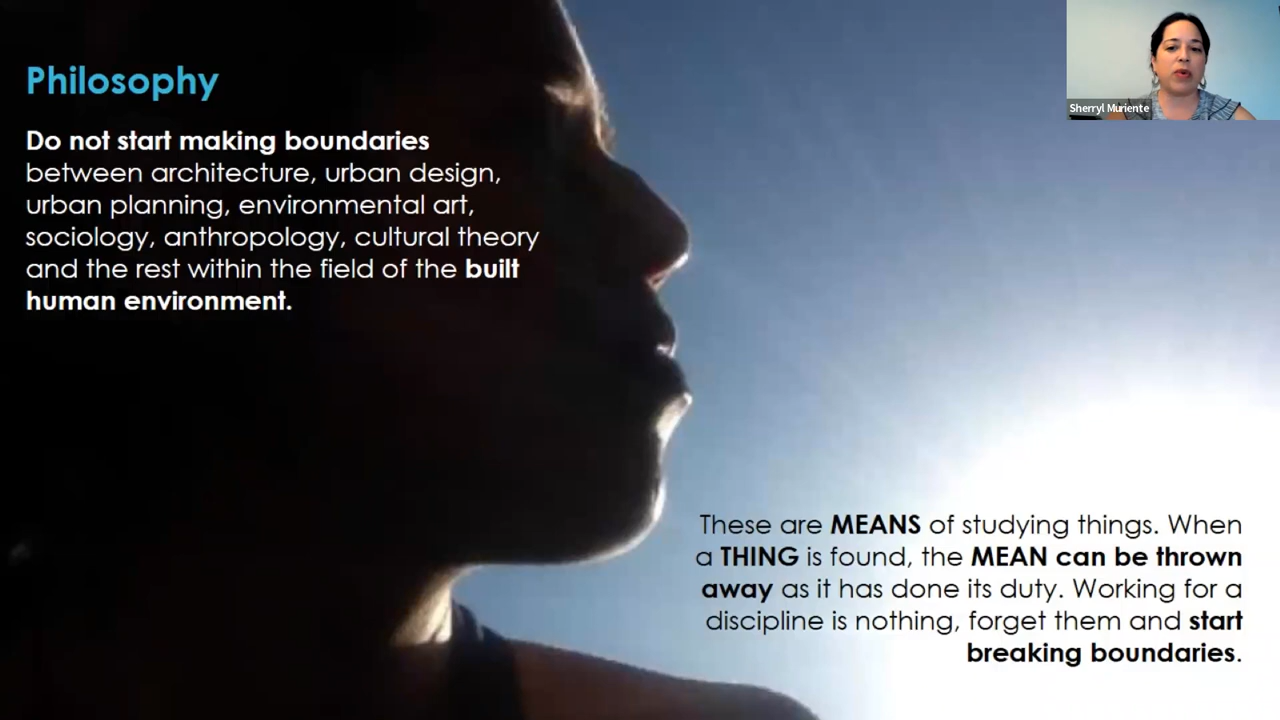 Philosophy
Do not start making boundaries
between architecture, urban design,
urban planning, environmental art,
sociology, anthropology, cultural theory
and the rest within the field of the built
human environment.
Sherryl Muriente
These are MEANS of studying things. When
a THING is found, the MEAN can be thrown
away as it has done its duty. Working for a
discipline is nothing, forget them and start
breaking boundaries.